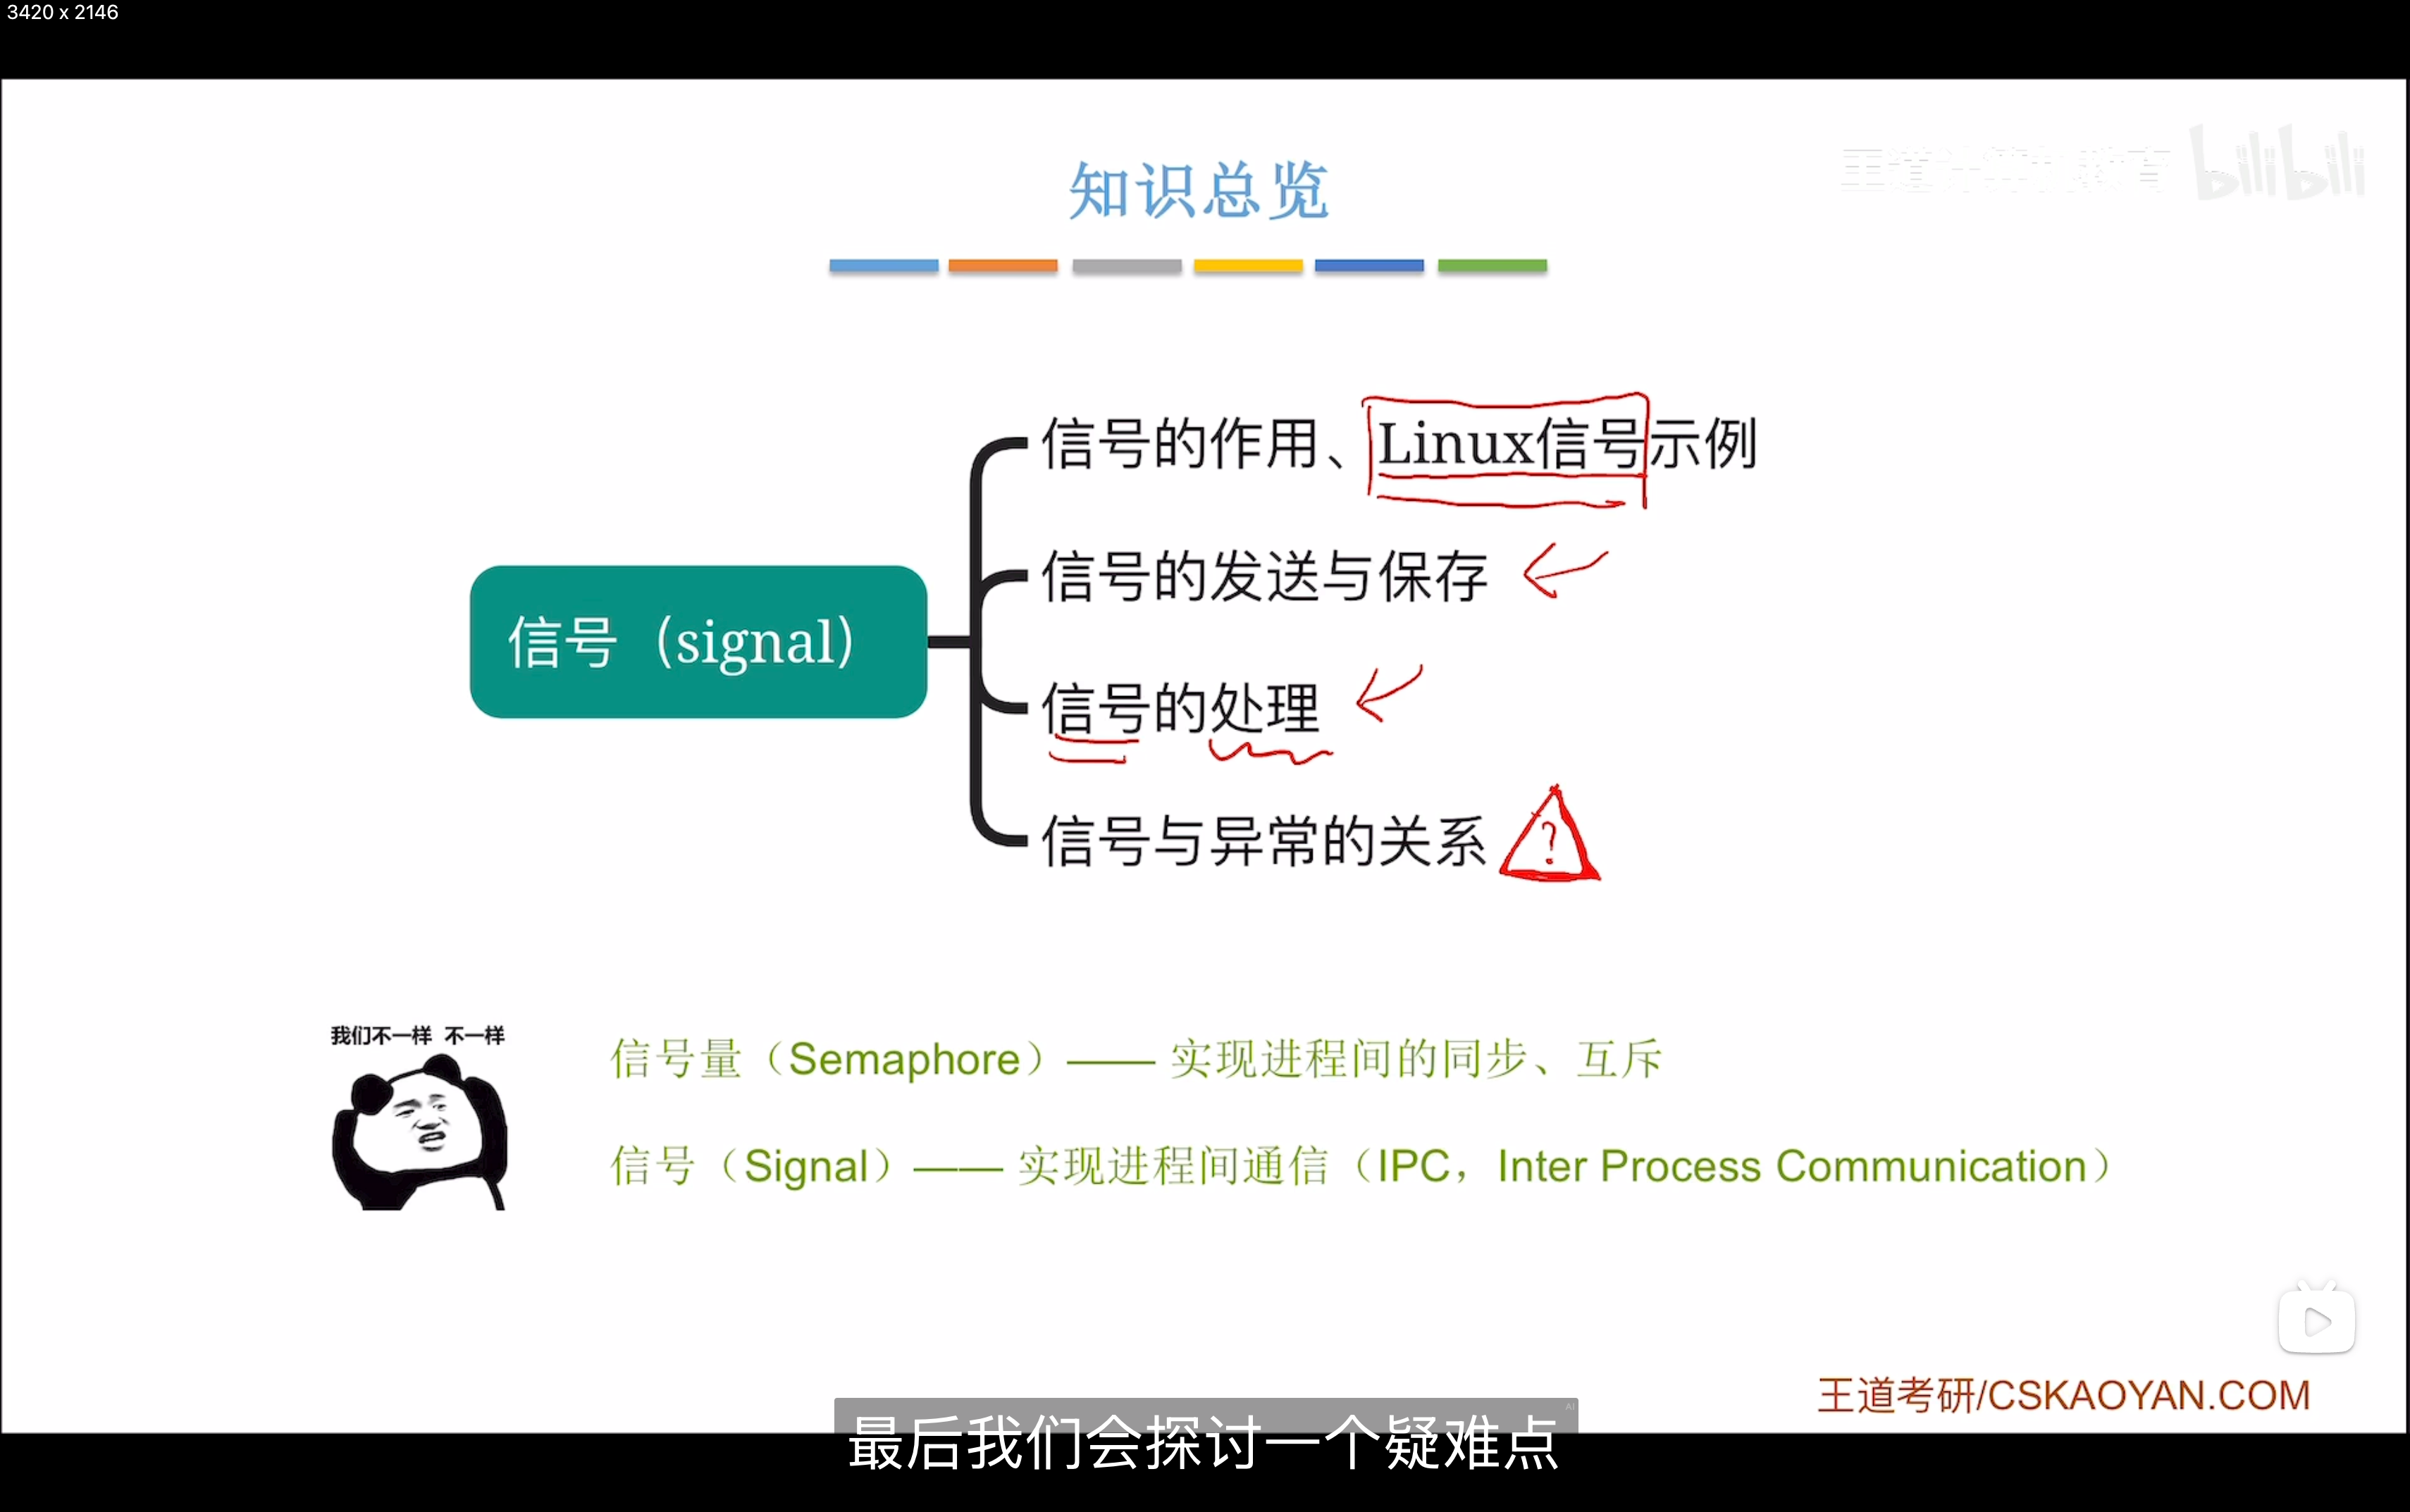 3420 x 2146
知识总览
bilibili
信号的作用、Linux信号示例
信号的发送与保存
信号（signal）
信号的处理
信号与异常的关系
?
我们不一样 不一样
信号量（Semaphore）—— 实现进程间的同步、互斥
信号（Signal）—— 实现进程间通信（IPC，Inter Process Communication）
王道考研/CSKAOYAN.COM
AI
最后我们会探讨一个疑难点